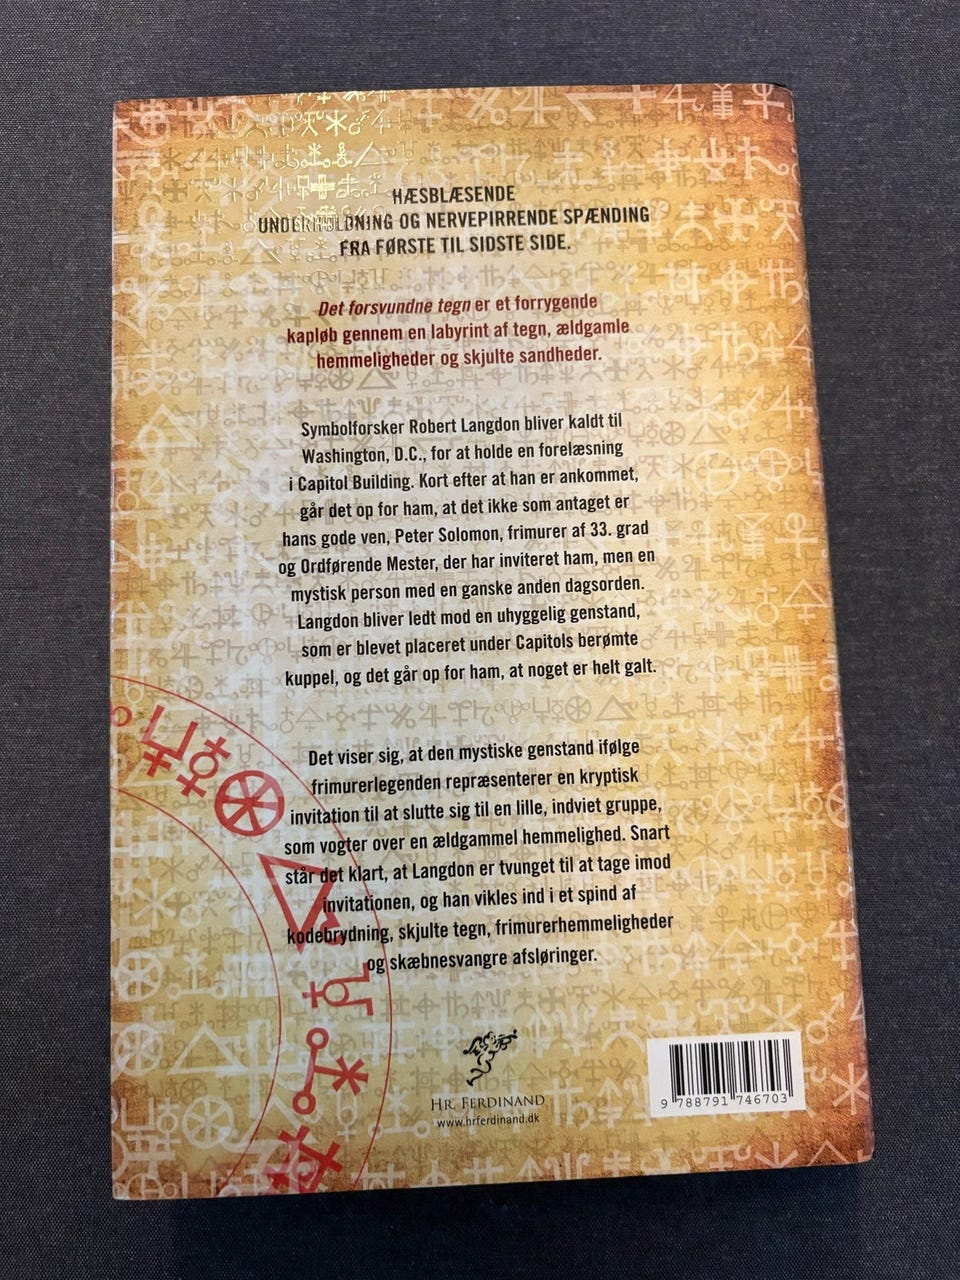 HÆSBLÆSENDE
UNDERHOLDNING OG NERVEPIRRENDE SPÆNDING
FRA FØRSTE TIL SIDSTE SIDE.
Det forsvundne tegn er et forrygende
kapløb gennem en labyrint af tegn, ældgamle
hemmeligheder og skjulte sandheder.
Symbolforsker Robert Langdon bliver kaldt til
Washington, D.C., for at holde en forelæsning
i Capitol Building. Kort efter at han er ankommet,
går det op for ham, at det ikke som antaget er
hans gode ven, Peter Solomon, frimurer af 33. grad
og Ordførende Mester, der har inviteret ham, men en
mystisk person med en ganske anden dagsorden.
Langdon bliver ledt mod en uhyggelig genstand,
som er blevet placeret under Capitols berømte
kuppel, og det går op for ham, at noget er helt galt.
Det viser sig, at den mystiske genstand ifølge
frimurerlegenden repræsenterer en kryptisk
invitation til at slutte sig til en lille, indviet gruppe,
som vogter over en ældgammel hemmelighed. Snart
står det klart, at Langdon er tvunget til at tage imod
invitationen, og han vikles ind i et spind af
kodebrydning, skjulte tegn, frimurerhemmeligheder
og skæbnesvangre afsløringer.
HR. FERDINAND
www.hrferdinand.dk
9 788791 746703